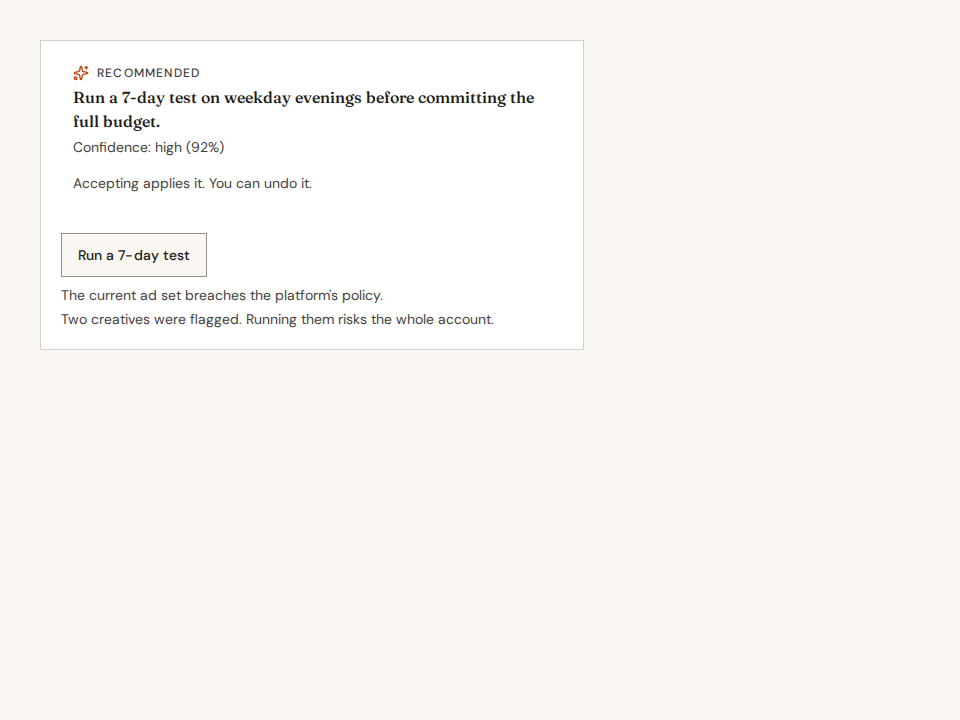 RECOMMENDED
Run a 7-day test on weekday evenings before committing the
full budget.
Confidence: high (92%)
Accepting applies it. You can undo it.
Run a 7-day test
The current ad set breaches the platform's policy.
Two creatives were flagged. Running them risks the whole account.